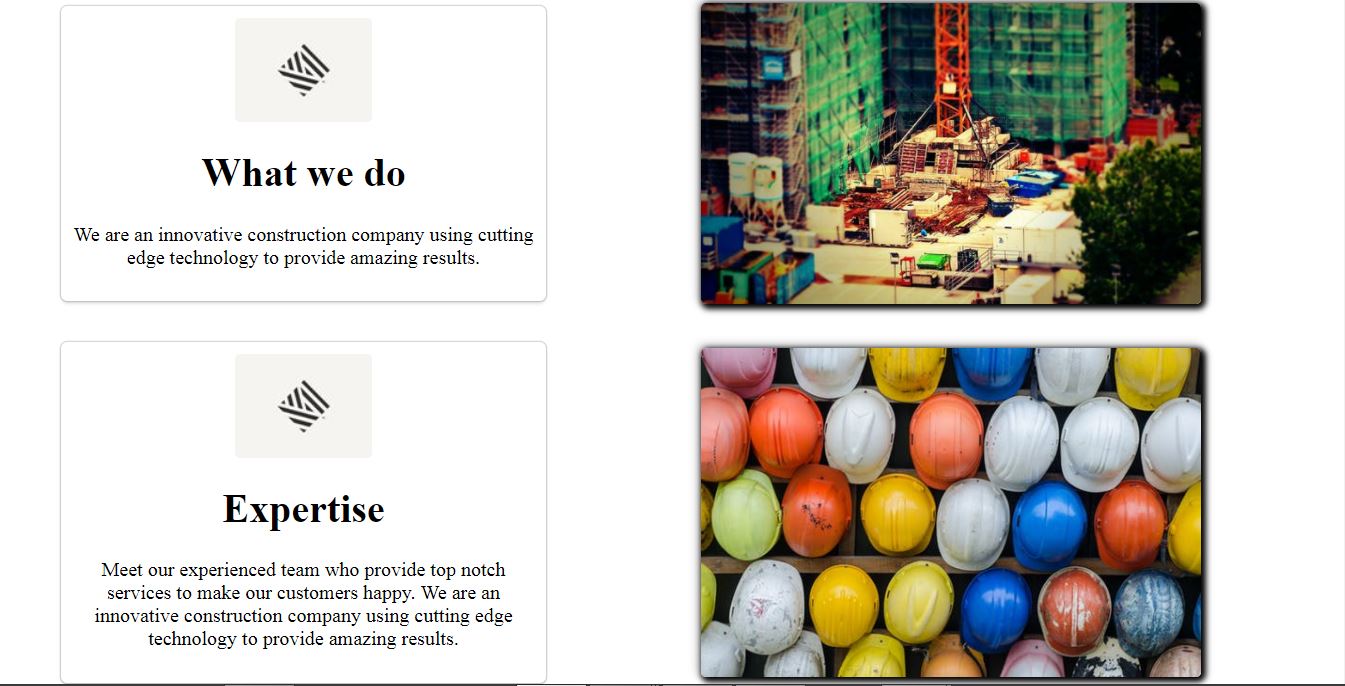 What we do
We are an innovative construction company using cutting
edge technology to provide amazing results.
Expertise
Meet our experienced team who provide top notch
services to make our customers happy. We are an
innovative construction company using cutting edge
technology to provide amazing results.